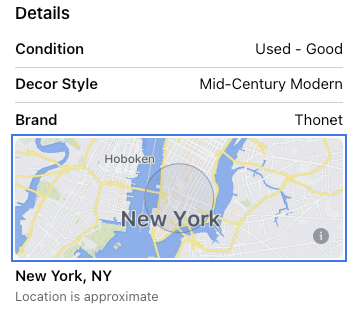 Details
Condition Used - Good
Decor Style Mid-Century Modern
Brand Thonet
Hoboken
New York
i
New York, NY
Location is approximate